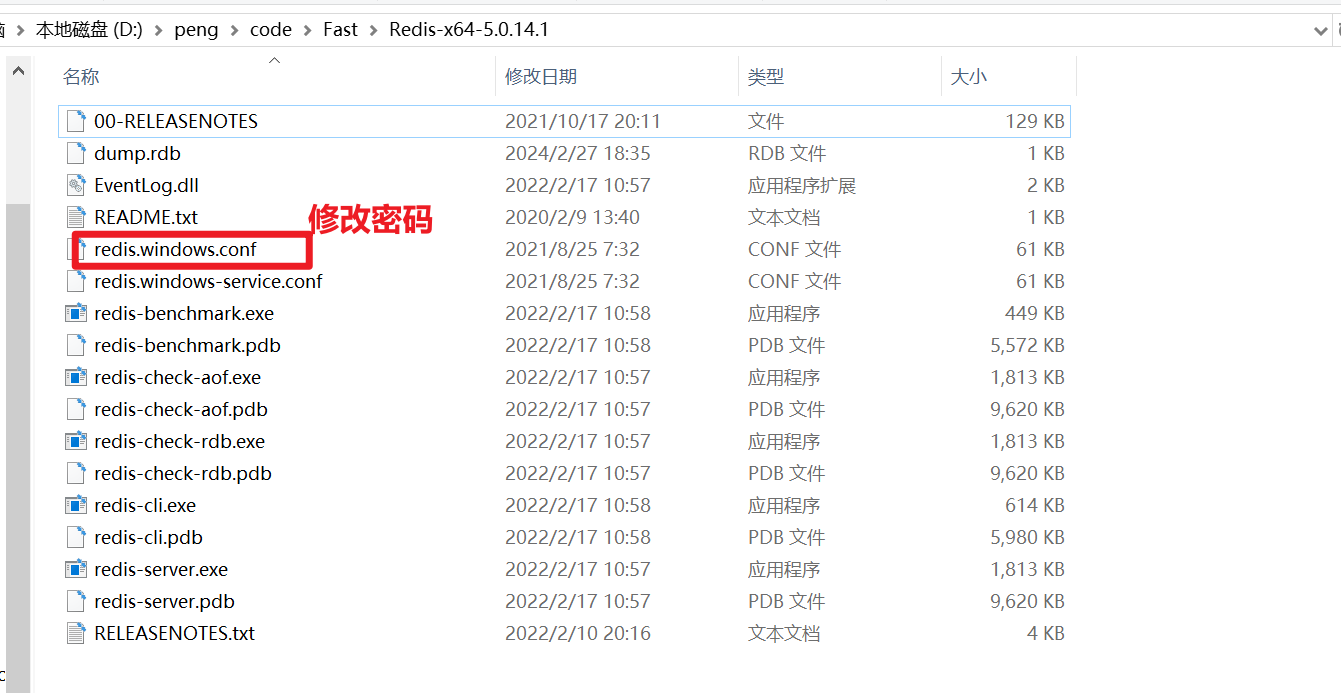 本地磁盘 (D:) > peng > code > Fast > Redis-x64-5.0.14.1
名称 修改日期 类型 大小
00-RELEASENOTES 2021/10/17 20:11 文件 129 KB
dump.rdb 2024/2/27 18:35 RDB 文件 1 KB
EventLog.dll 2022/2/17 10:57 应用程序扩展 2 KB
README.txt 2020/2/9 13:40 文本文档 1 KB
修改密码
redis.windows.conf 2021/8/25 7:32 CONF 文件 61 KB
redis.windows-service.conf 2021/8/25 7:32 CONF 文件 61 KB
redis-benchmark.exe 2022/2/17 10:58 应用程序 449 KB
redis-benchmark.pdb 2022/2/17 10:58 PDB 文件 5,572 KB
redis-check-aof.exe 2022/2/17 10:57 应用程序 1,813 KB
redis-check-aof.pdb 2022/2/17 10:57 PDB 文件 9,620 KB
redis-check-rdb.exe 2022/2/17 10:57 应用程序 1,813 KB
redis-check-rdb.pdb 2022/2/17 10:57 PDB 文件 9,620 KB
redis-cli.exe 2022/2/17 10:58 应用程序 614 KB
redis-cli.pdb 2022/2/17 10:58 PDB 文件 5,980 KB
redis-server.exe 2022/2/17 10:57 应用程序 1,813 KB
redis-server.pdb 2022/2/17 10:57 PDB 文件 9,620 KB
RELEASENOTES.txt 2022/2/10 20:16 文本文档 4 KB